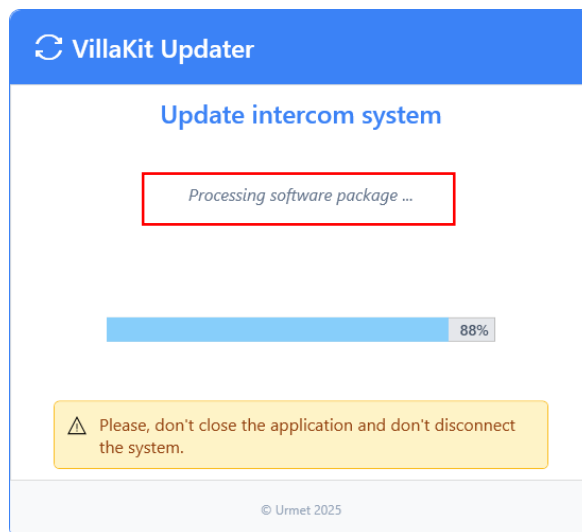 VillaKit Updater
Update intercom system
Processing software package ...
88%
Please, don't close the application and don't disconnect
the system.
© Urmet 2025